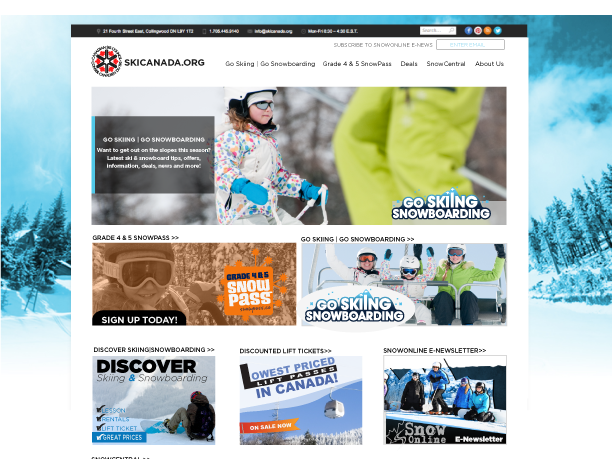 21 Fourth Street East, Collingwood ON L9Y 1T2
1.705.445.9140
info@skicanada.org
Mon-Fri 8:30 - 4:30 E.S.T.
Search...
SUBSCRIBE TO SNOWONLINE E-NEWS
ENTER EMAIL
SKICANADA.ORG
Go Skiing | Go Snowboarding
Grade 4 & 5 SnowPass
Deals
SnowCentral
About Us
GO SKIING | GO SNOWBOARDING
Want to get out on the slopes this season?
Latest ski & snowboard tips, offers,
information, deals, news and more!
GO SKIING
SNOWBOARDING
GRADE 4 & 5 SNOWPASS >>
GO SKIING | GO SNOWBOARDING >>
GRADE 4 & 5
SNOW
PASS
snowpass.ca
SIGN UP TODAY!
GO SKIING
SNOWBOARDING
DISCOVER SKIING|SNOWBOARDING >>
DISCOUNTED LIFT TICKETS>>
SNOWONLINE E-NEWSLETTER>>
DISCOVER
Skiing & Snowboarding
LESSON
RENTALS
LIFT TICKET
GREAT PRICES
LOWEST PRICED
LIFT PASSES
IN CANADA!
ON SALE NOW
Snow
Online
E-Newsletter
SNOWCENTRAL >>